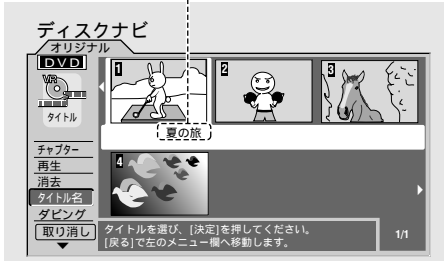 ディスクナビ
オリジナル
DVD
VR
タイトル
1
2
3
夏の旅
4
チャプター
再生
消去
タイトル名
ダビング
取り消し
タイトルを選び、[決定]を押してください。
[戻る]で左のメニュー欄へ移動します。
1/1